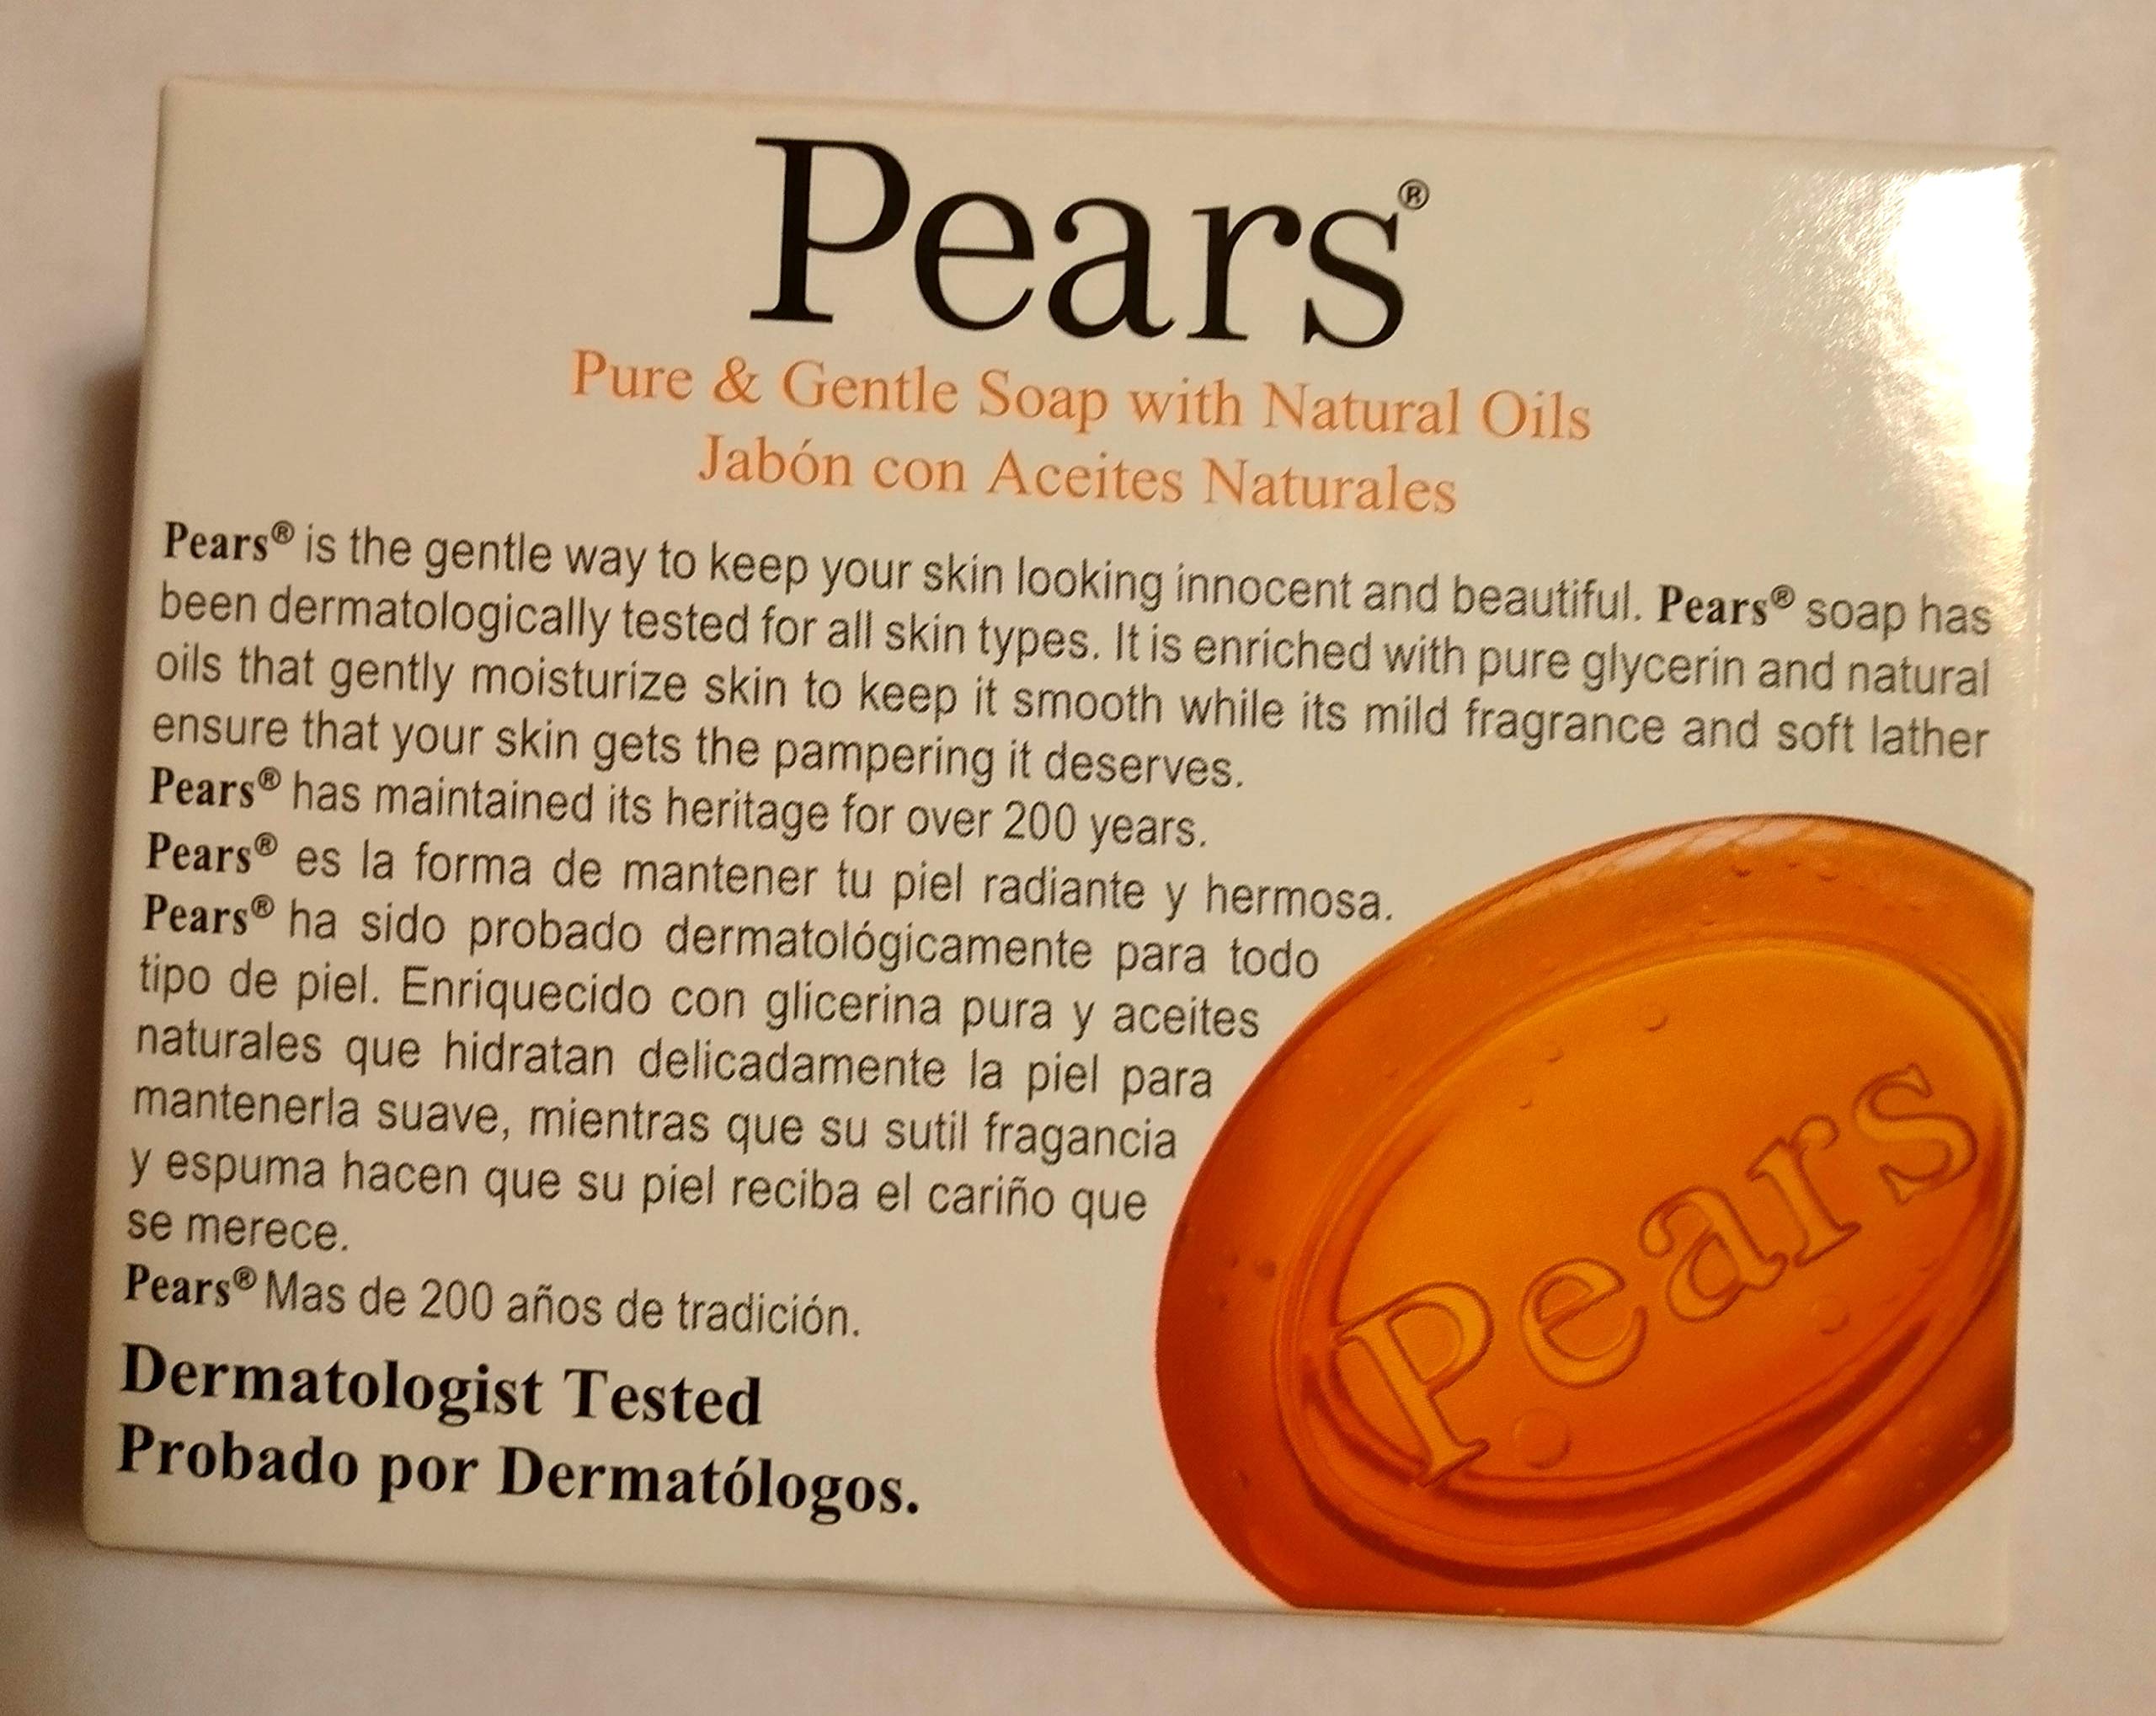 Pears®
Pure & Gentle Soap with Natural Oils
Jabón con Aceites Naturales
Pears® is the gentle way to keep your skin looking innocent and beautiful. Pears® soap has
been dermatologically tested for all skin types. It is enriched with pure glycerin and natural
oils that gently moisturize skin to keep it smooth while its mild fragrance and soft lather
ensure that your skin gets the pampering it deserves.
Pears® has maintained its heritage for over 200 years.
Pears® es la forma de mantener tu piel radiante y hermosa.
Pears® ha sido probado dermatológicamente para todo
tipo de piel. Enriquecido con glicerina pura y aceites
naturales que hidratan delicadamente la piel para
mantenerla suave, mientras que su sutil fragancia
y espuma hacen que su piel reciba el cariño que
se merece.
Pears® Mas de 200 años de tradición.
Dermatologist Tested
Probado por Dermatólogos.
Pears